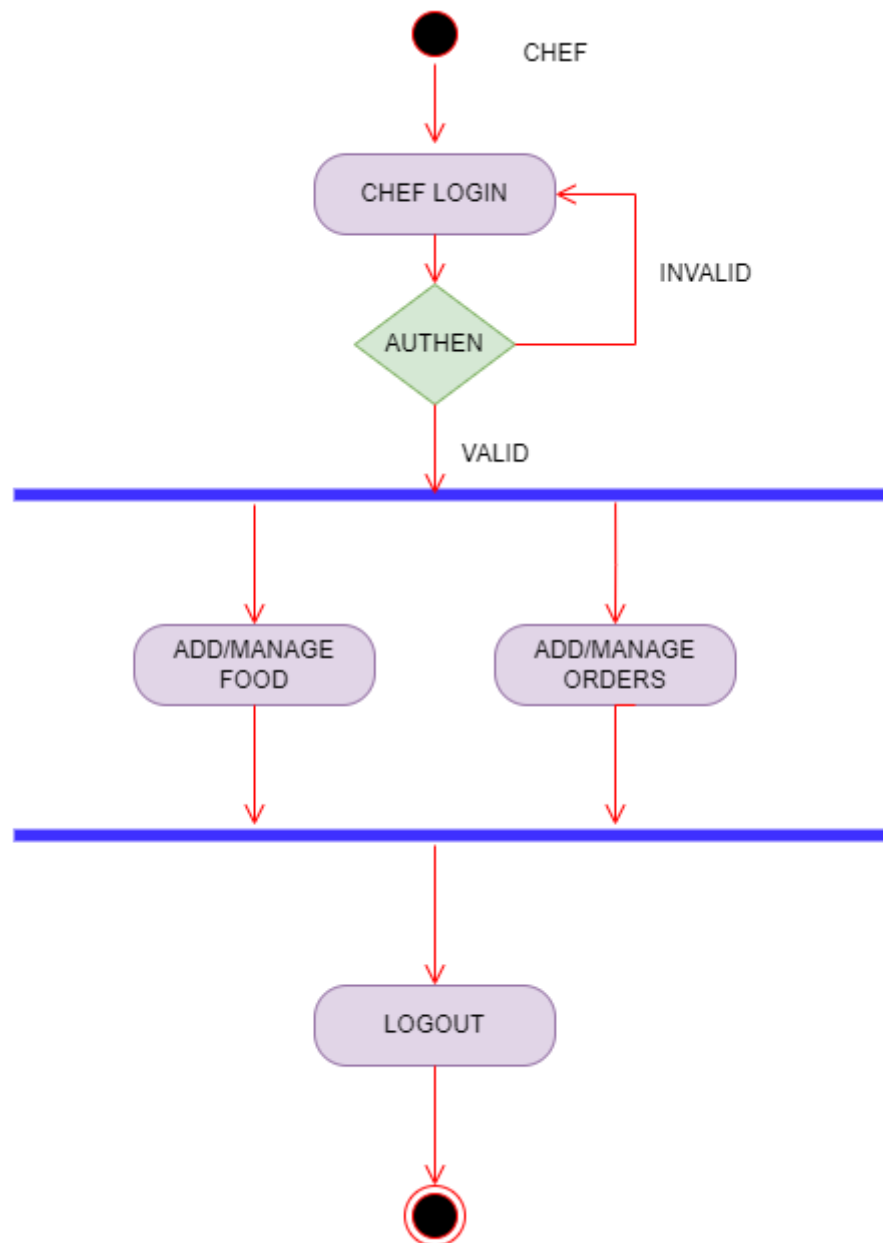 CHEF
CHEF LOGIN
INVALID
AUTHEN
VALID
ADD/MANAGE
FOOD
ADD/MANAGE
ORDERS
LOGOUT